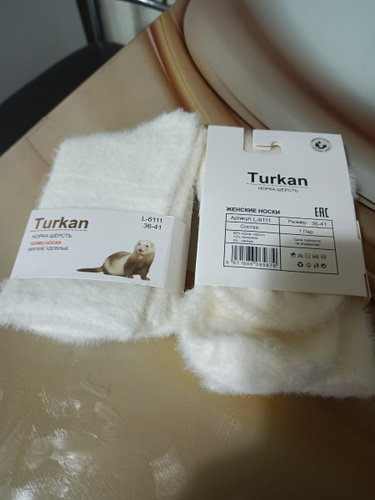 Turkan
НОРКА ШЕРСТЬ
ТЕРМО НОСКИ
МЯГКИЕ УДОБНЫЕ
L-6111
36-41
Turkan
НОРКА ШЕРСТЬ
ЖЕНСКИЕ НОСКИ
EAC
Артикул: L-6111
Размер: 36-41
Состав:
1 Пар